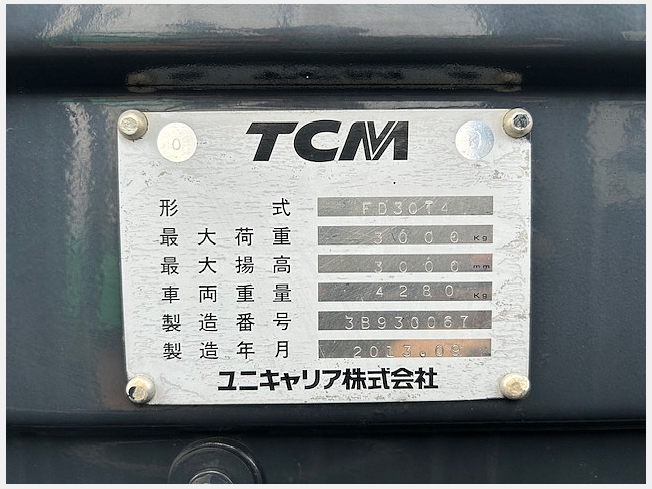 TCM
形式 FD30T4
最大荷重 3000 Kg
最大揚高 3000 mm
車両重量 4280 Kg
製造番号 3B930067
製造年月 2013.09
ユニキャリア株式会社